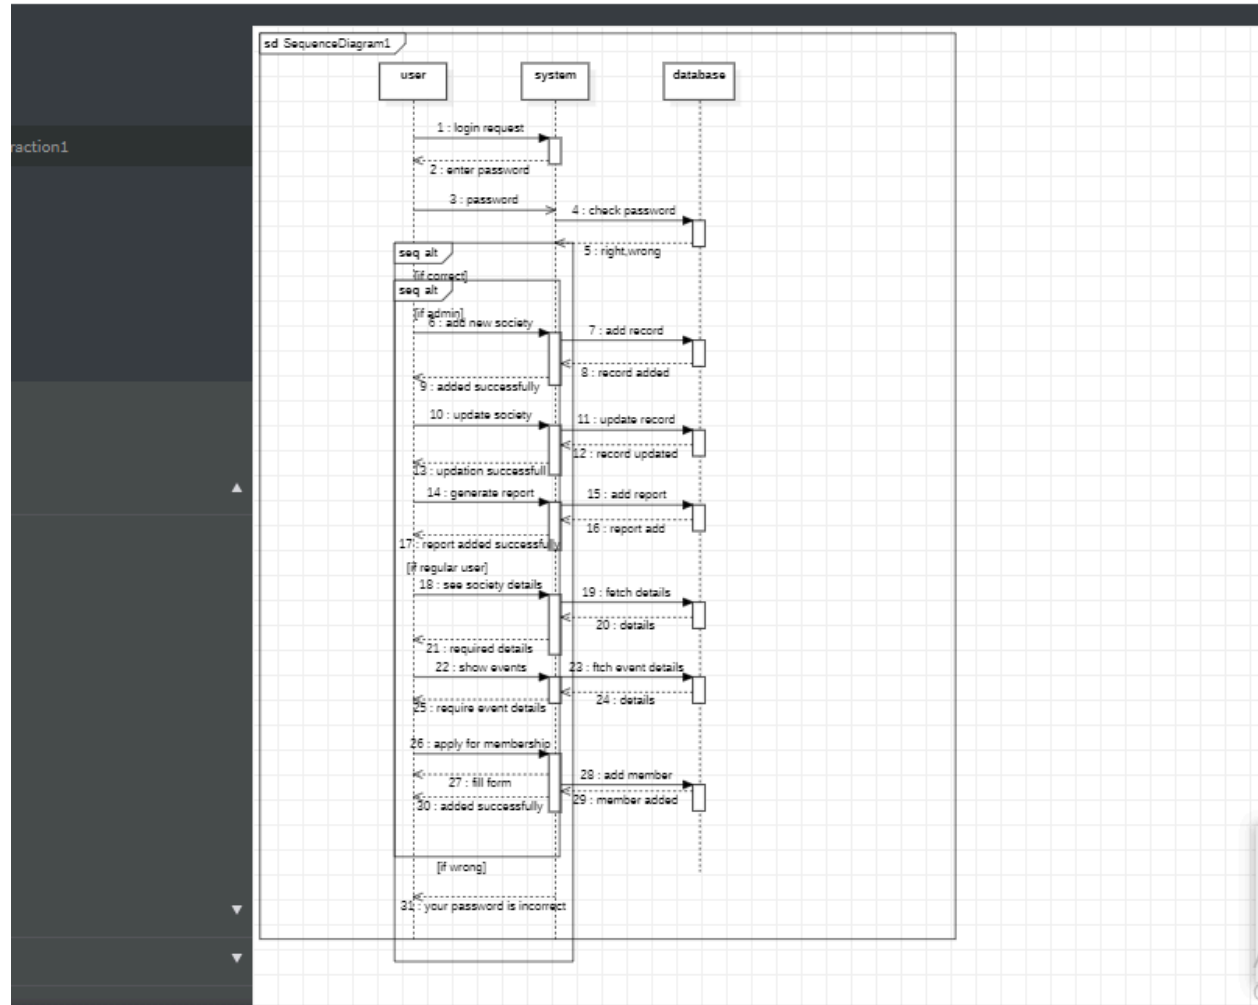 sd SequenceDiagram1
user
system
database
1 : login request
raction1
2 : enter password
3 : password
4 : check password
5 : right,wrong
seq alt
[if correct]
seq alt
[if admin]
6 : add new society
7 : add record
8 : record added
9 : added successfully
10 : update society
11 : update record
12 : record updated
13 : updation successfull
14 : generate report
15 : add report
16 : report add
17 : report added successfully
[if regular user]
18 : see society details
19 : fetch details
20 : details
21 : required details
22 : show events
23 : ftch event details
24 : details
25 : require event details
26 : apply for membership
27 : fill form
28 : add member
29 : member added
30 : added successfully
[if wrong]
31 : your password is incorrect